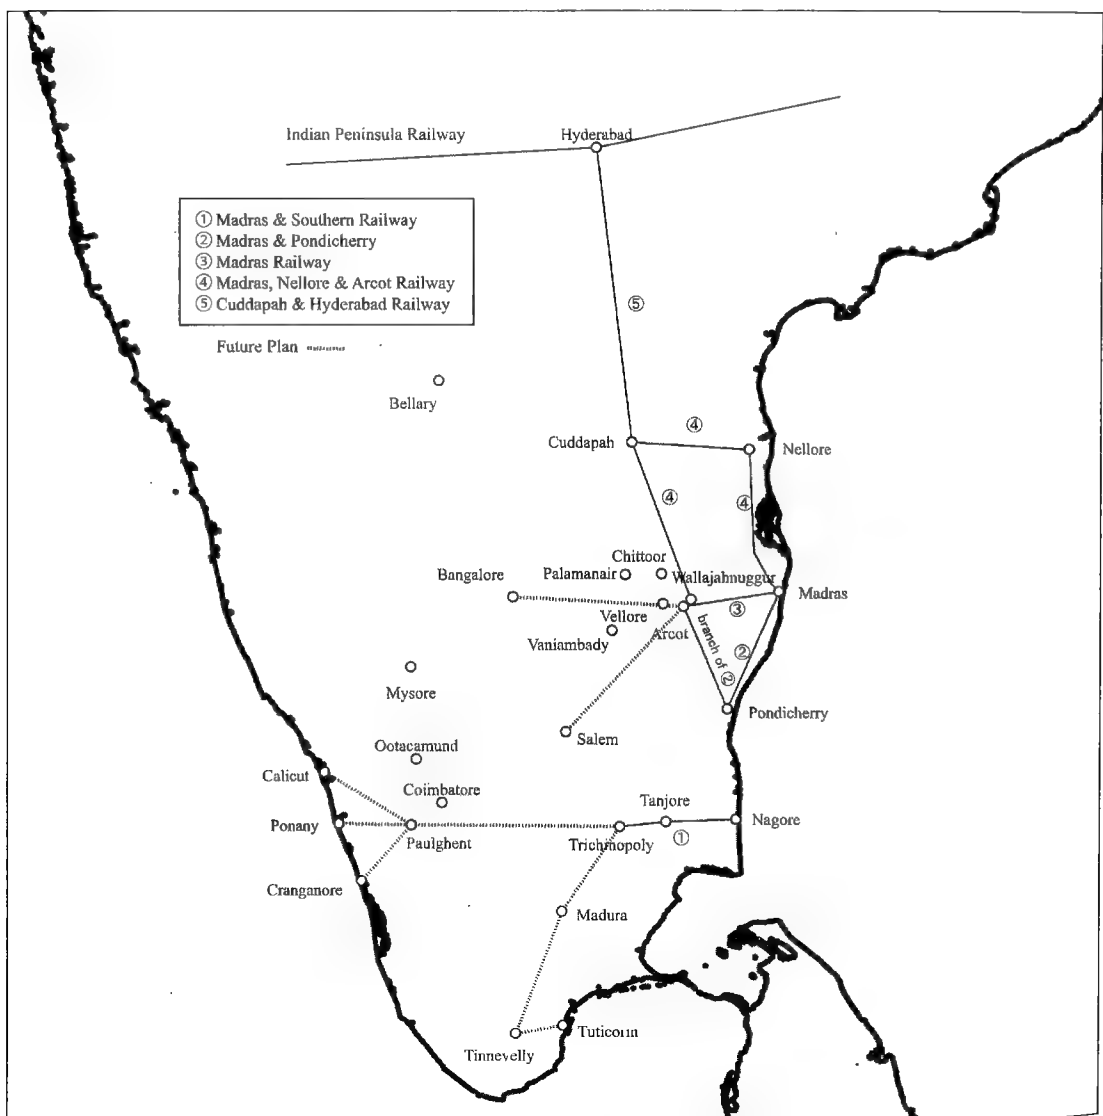 Indian Peninsula Railway
Hyderabad
① Madras & Southern Railway
② Madras & Pondicherry
③ Madras Railway
④ Madras, Nellore & Arcot Railway
⑤ Cuddapah & Hyderabad Railway
Future Plan
⑤
Bellary
④
Cuddapah
Nellore
④
④
Chittoor
Bangalore
Palamanair
Wallajahnuggur
Madras
Vellore
③
Arcot
Vaniambady
branch of ②
②
Mysore
Pondicherry
Salem
Ootacamund
Calicut
Coimbatore
Tanjore
Ponany
Paulghent
Trichmopoly
①
Nagore
Cranganore
Madura
Tuticorin
Tinnevelly